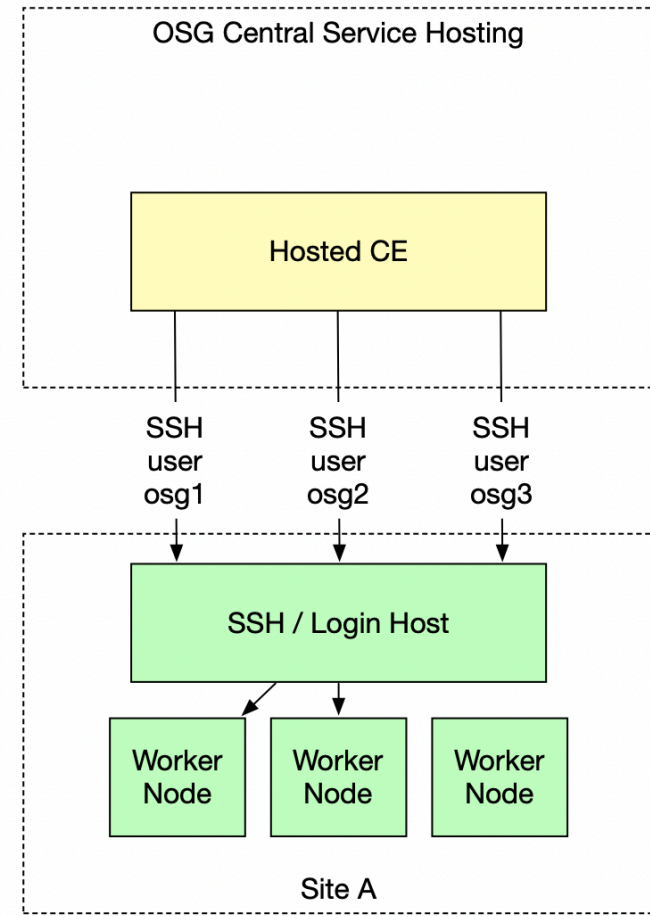 OSG Central Service Hosting
Hosted CE
SSH
user
osg1
SSH
user
osg2
SSH
user
osg3
SSH / Login Host
Worker
Node
Worker
Node
Worker
Node
Site A